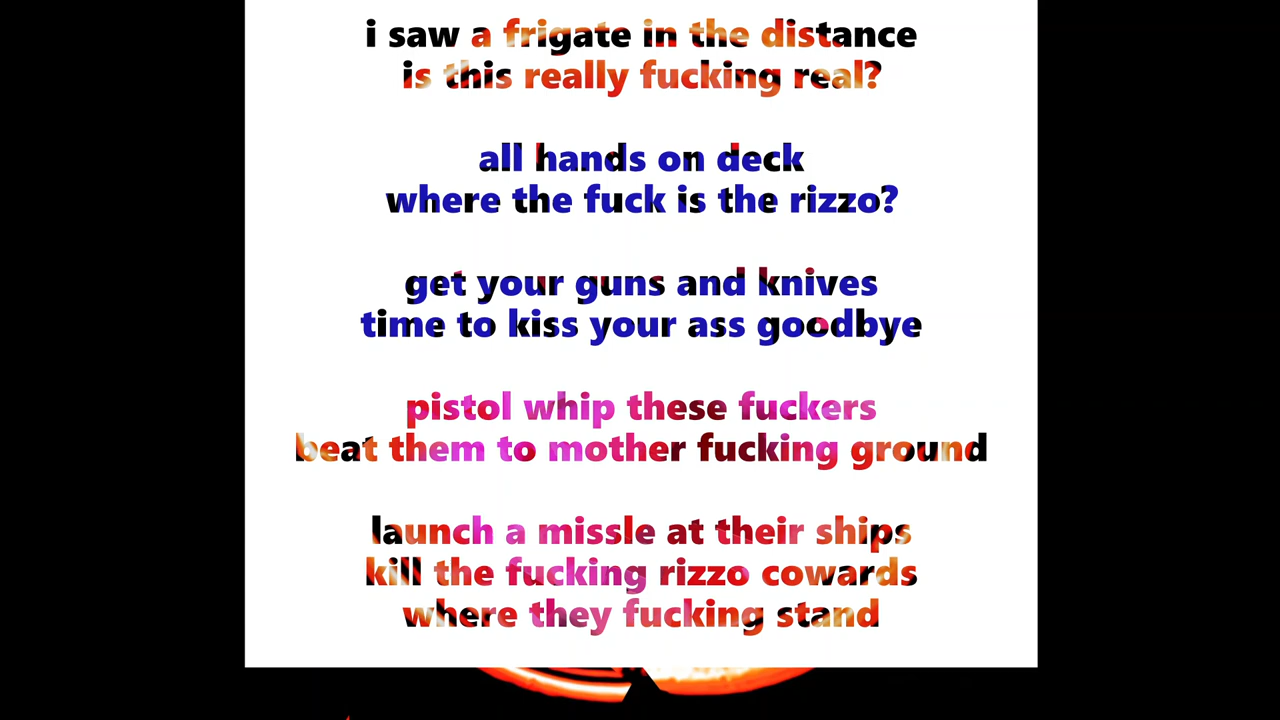 i saw a frigate in the distance
is this really fucking real?
all hands on deck
where the fuck is the rizzo?
get your guns and knives
time to kiss your ass goodbye
pistol whip these fuckers
beat them to mother fucking ground
launch a missle at their ships
kill the fucking rizzo cowards
where they fucking stand